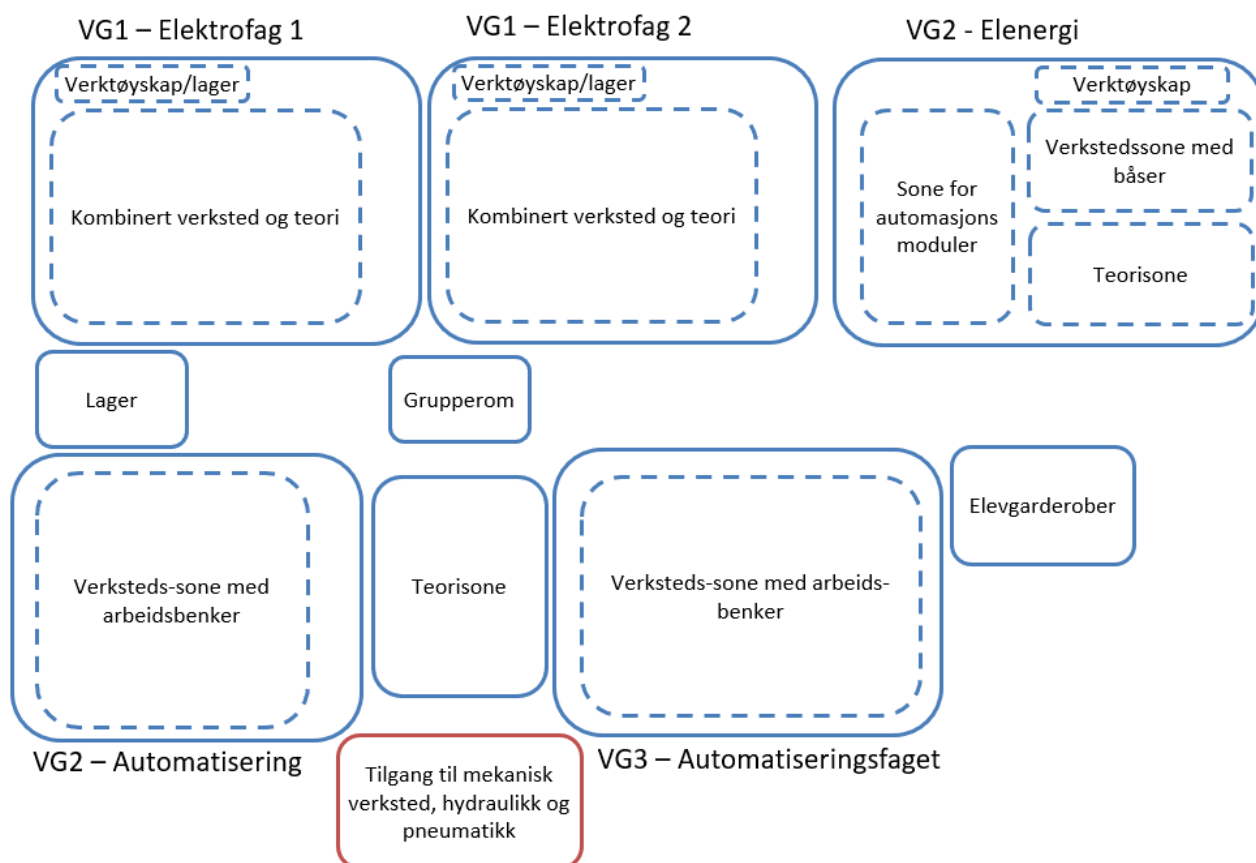 VG1 – Elektrofag 1
VG1 – Elektrofag 2
VG2 - Elenergi
Verktøyskap/lager
Kombinert verksted og teori
Verktøyskap/lager
Kombinert verksted og teori
Verktøyskap
Sone for
automasjons
moduler
Verkstedssone med
båser
Teorisone
Lager
Grupperom
Verksteds-sone med
arbeidsbenker
Teorisone
Verksteds-sone med arbeids-
benker
Elevgarderober
VG2 – Automatisering
VG3 – Automatiseringsfaget
Tilgang til mekanisk
verksted, hydraulikk og
pneumatikk